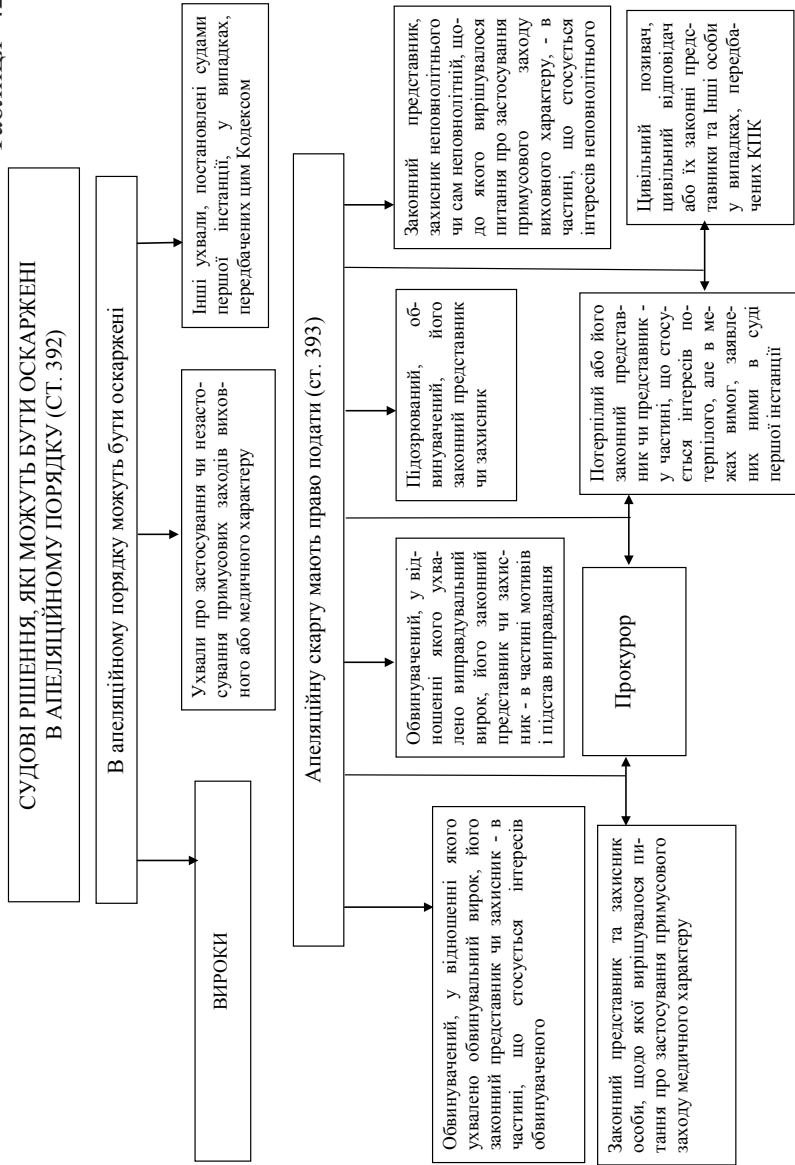 СУДОВІ РІШЕННЯ, ЯКІ МОЖУТЬ БУТИ ОСКАРЖЕНІ
В АПЕЛЯЦІЙНОМУ ПОРЯДКУ (СТ. 392)
В апеляційному порядку можуть бути оскаржені
ВИРОКИ
Ухвали про застосування чи незасто-
сування примусових заходів вихов-
ного або медичного характеру
Інші ухвали, постановлені судами
першої інстанції, у випадках,
передбачених цим Кодексом
Апеляційну скаргу мають право подати (ст. 393)
Обвинувачений, у відношенні якого
ухвалено обвинувальний вирок, його
законний представник чи захисник - в
частині, що стосується інтересів
обвинуваченого
Обвинувачений, у від-
ношенні якого ухва-
лено виправдувальний
вирок, його законний
представник чи захис-
ник - в частині мотивів
і підстав виправдання
Підозрюваний, об-
винувачений, його
законний представник
чи захисник
Законний представник,
захисник неповнолітнього
чи сам неповнолітній, що-
до якого вирішувалося
питання про застосування
примусового заходу
виховного характеру, - в
частині, що стосується
інтересів неповнолітнього
Законний представник та захисник
особи, щодо якої вирішувалося пи-
тання про застосування примусового
заходу медичного характеру
Прокурор
Потерпілий або його
законний представ-
ник чи представник -
у частині, що стосу-
ється інтересів по-
терпілого, але в ме-
жах вимог, заявле-
них ними в суді
першої інстанції
Цивільний позивач,
цивільний відповідач
або їх законні предс-
тавники та Інші особи
у випадках, передба-
чених КПК